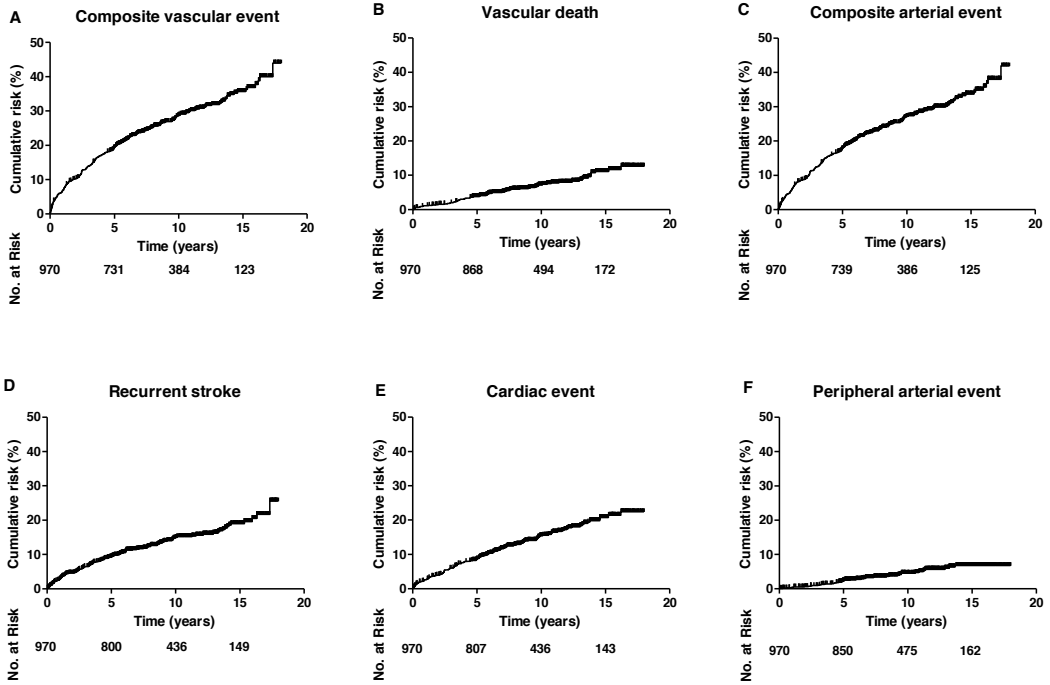 A
Composite vascular event
Cumulative risk (%)
50
40
30
20
10
0
0 5 10 15 20
Time (years)
No. at Risk
970 731 384 123
B
Vascular death
Cumulative risk (%)
50
40
30
20
10
0
0 5 10 15 20
Time (years)
No. at Risk
970 868 494 172
C
Composite arterial event
Cumulative risk (%)
50
40
30
20
10
0
0 5 10 15 20
Time (years)
No. at Risk
970 739 386 125
D
Recurrent stroke
Cumulative risk (%)
50
40
30
20
10
0
0 5 10 15 20
Time (years)
No. at Risk
970 800 436 149
E
Cardiac event
Cumulative risk (%)
50
40
30
20
10
0
0 5 10 15 20
Time (years)
No. at Risk
970 807 436 143
F
Peripheral arterial event
Cumulative risk (%)
50
40
30
20
10
0
0 5 10 15 20
Time (years)
No. at Risk
970 850 475 162